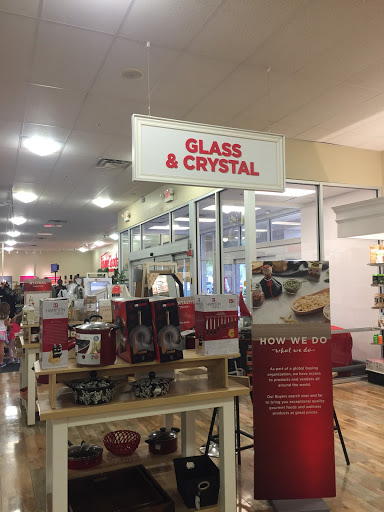 GLASS
& CRYSTAL
HOW WE DO
what we do
As part of a global buying
organization, we have access
to products and vendors all
around the world.
Our Buyers search near and far
to bring you exceptional quality
gourmet foods and wellness
products at great prices.